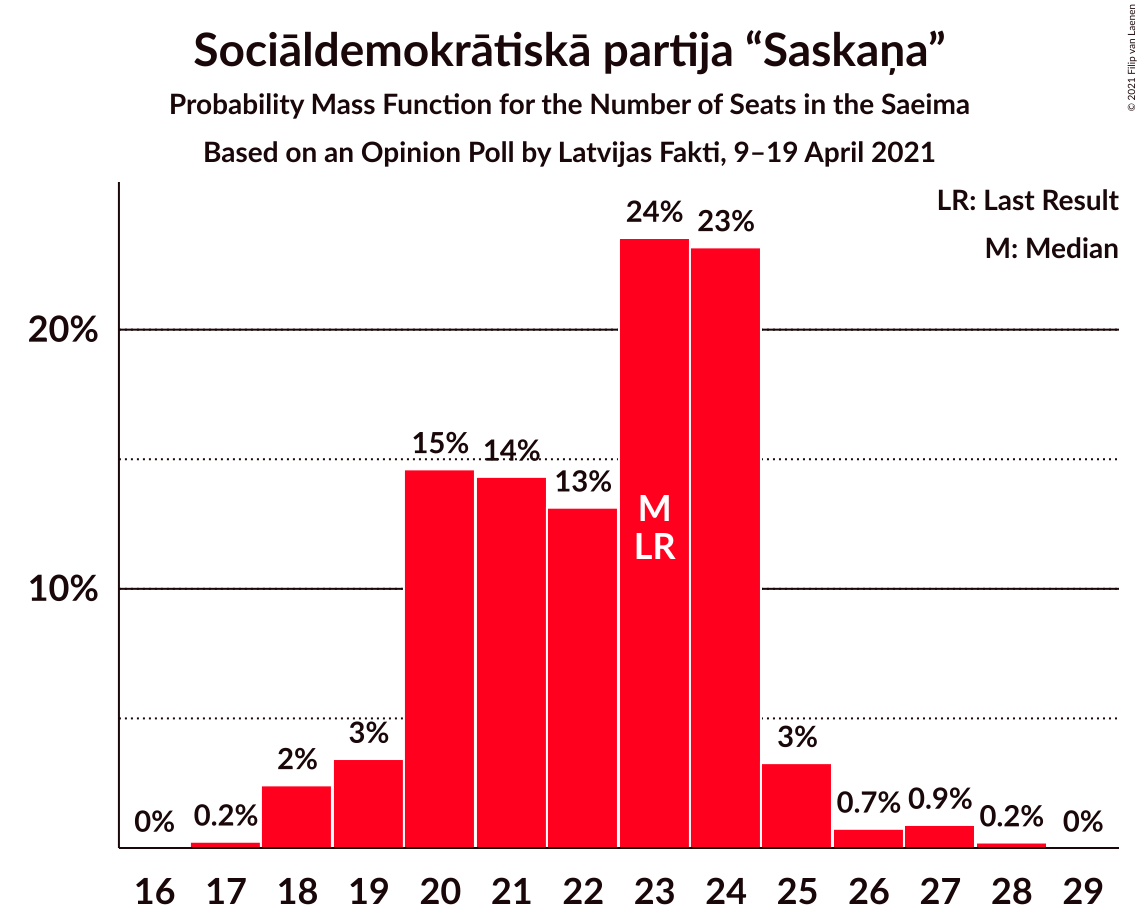 Sociāldemokrātiskā partija “Saskaņa”
Probability Mass Function for the Number of Seats in the Saeima
Based on an Opinion Poll by Latvijas Fakti, 9–19 April 2021
© 2021 Filip van Laenen
LR: Last Result
M: Median
24%
23%
20%
15%
14%
13%
M
LR
10%
3%
3%
2%
0%
0.2%
0.7%
0.9%
0.2%
0%
16 17 18 19 20 21 22 23 24 25 26 27 28 29